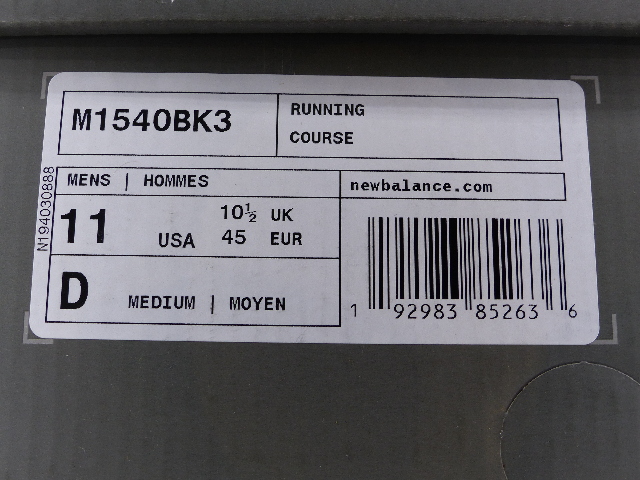 M1540BK3
RUNNING
COURSE
N194030888
MENS | HOMMES
newbalance.com
11 USA
10½ UK
45 EUR
D MEDIUM | MOYEN
1 92983 85263 6